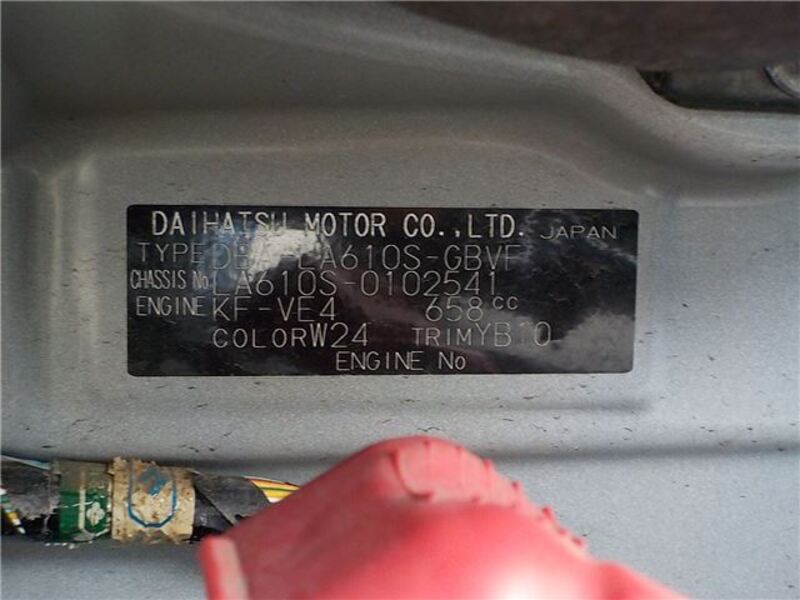 DAIHATSU MOTOR CO.,LTD. JAPAN
TYPE DBA-LA610S-GBVF
CHASSIS No LA610S-0102541
ENGINE KF-VE4 658cc
COLOR W24 TRIM YB10
ENGINE No